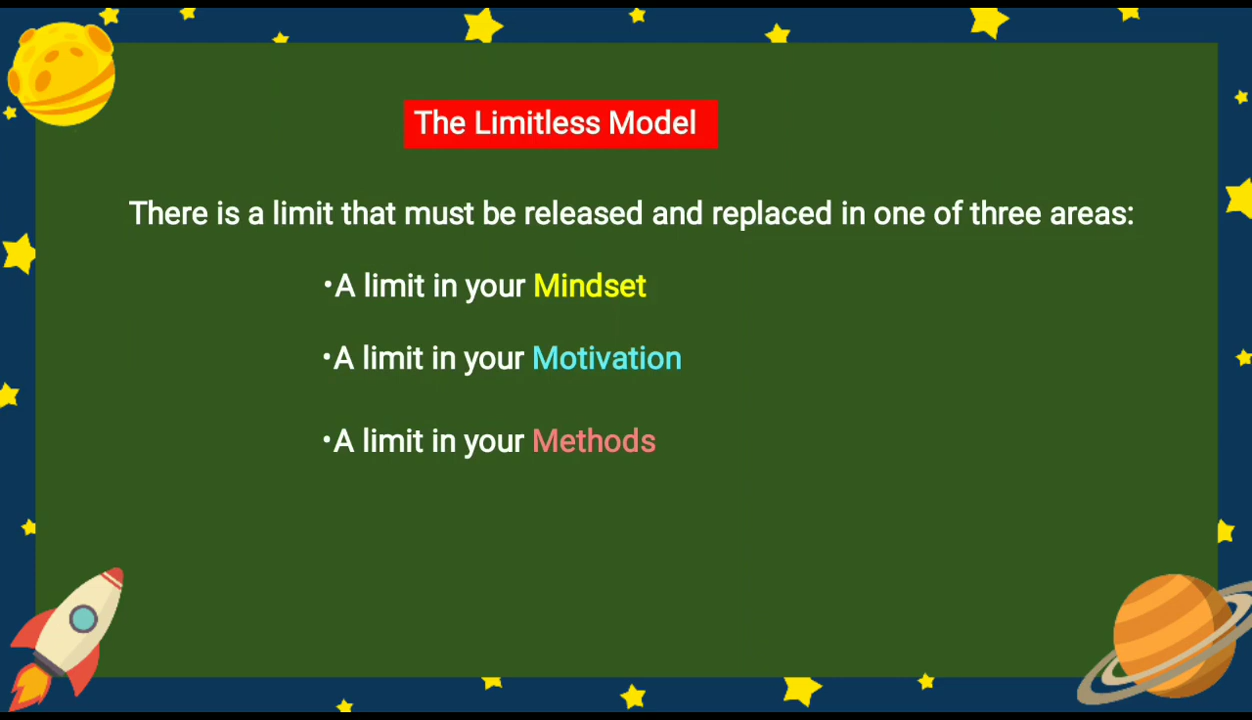 The Limitless Model
There is a limit that must be released and replaced in one of three areas:
•A limit in your Mindset
•A limit in your Motivation
•A limit in your Methods